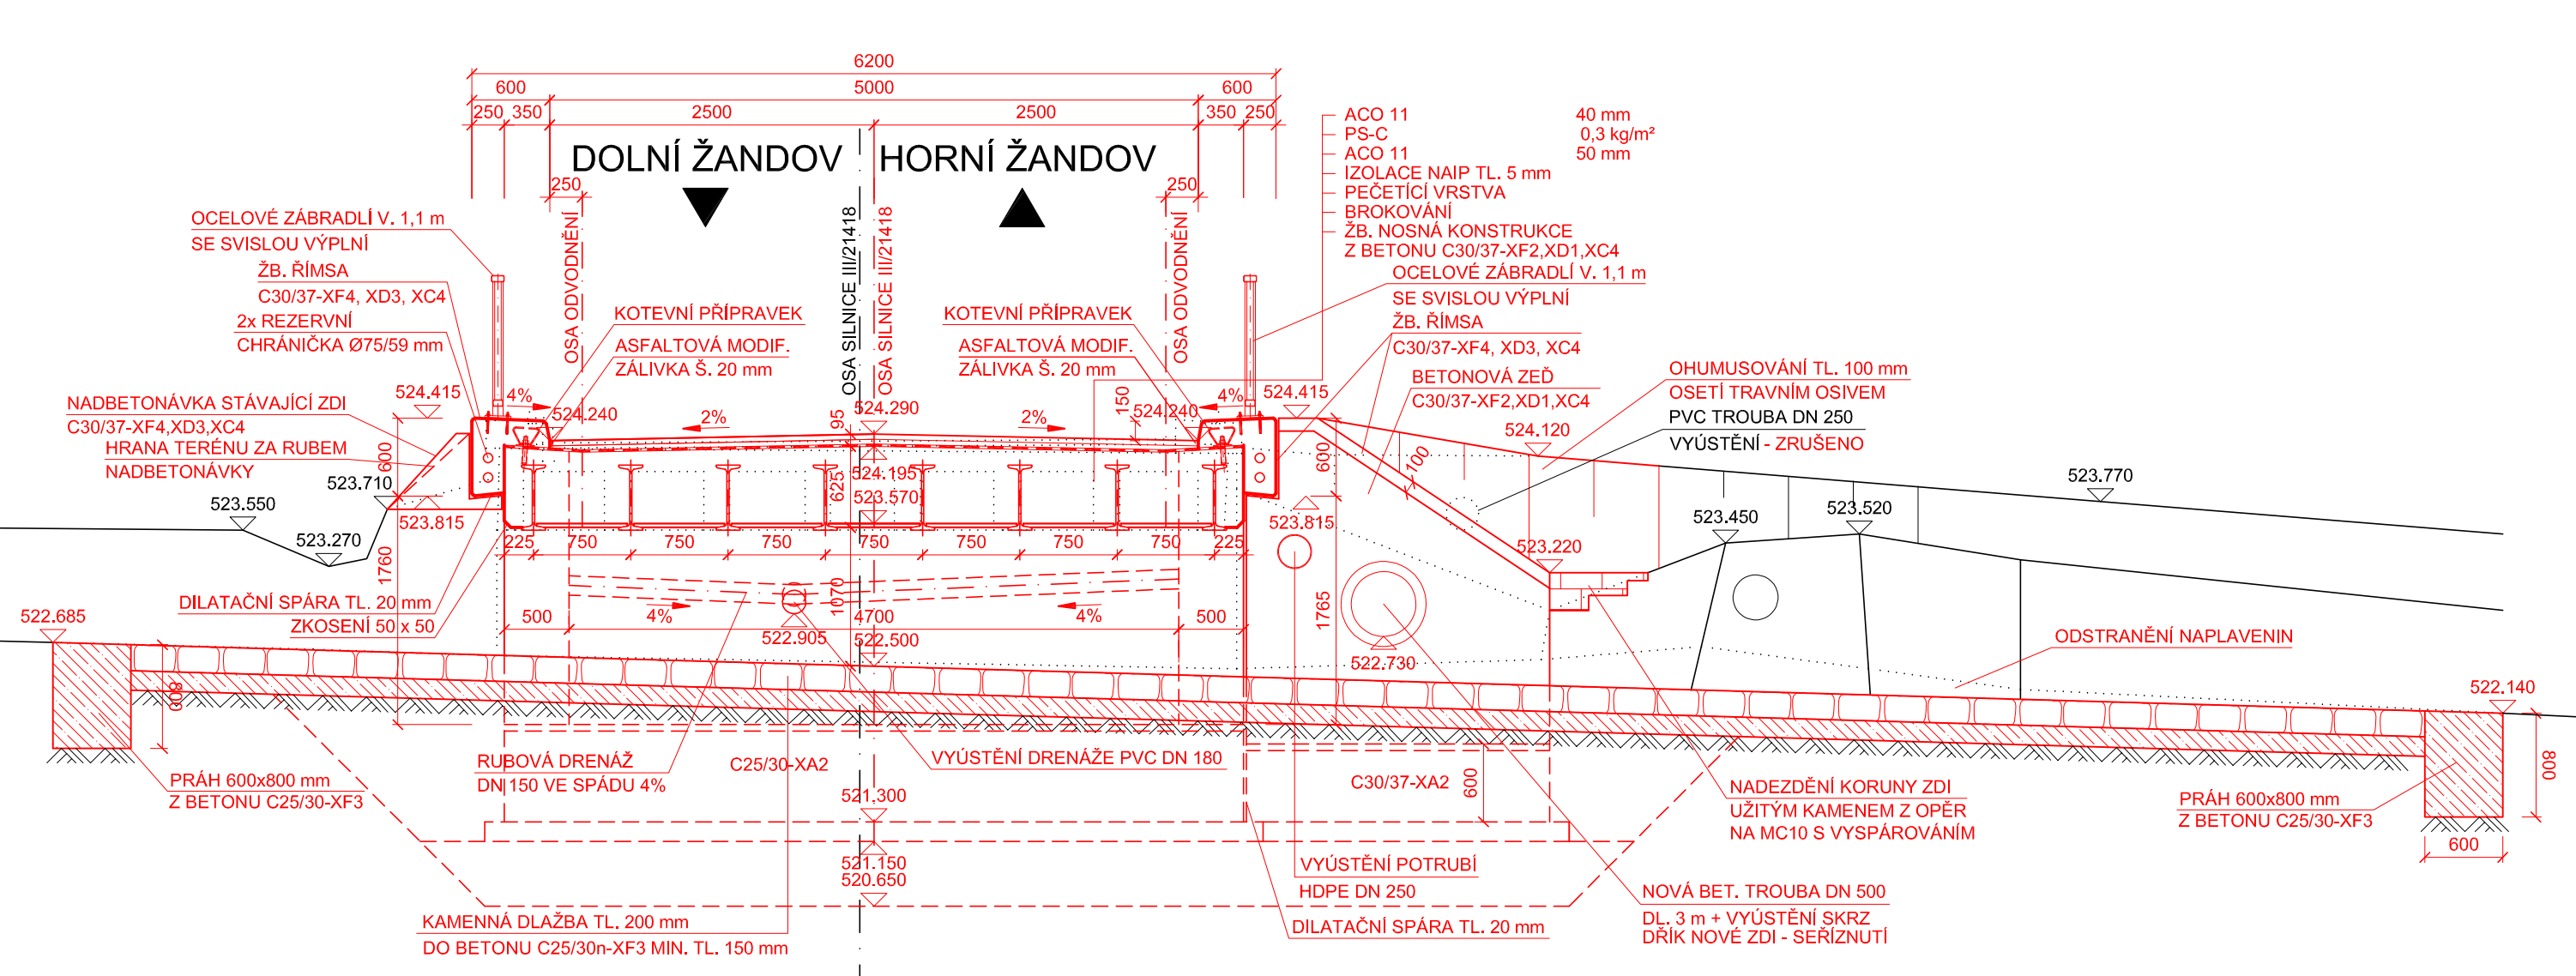 6200
600
5000
600
250
350
2500
2500
350
250
DOLNÍ ŽANDOV
HORNÍ ŽANDOV
250
250
OSA ODVODNĚNÍ
OSA SILNICE III/21418
OSA SILNICE III/21418
OSA ODVODNĚNÍ
ACO 11 40 mm
PS-C 0,3 kg/m²
ACO 11 50 mm
IZOLACE NAIP TL. 5 mm
PEČETÍCÍ VRSTVA
BROKOVÁNÍ
ŽB. NOSNÁ KONSTRUKCE
Z BETONU C30/37-XF2,XD1,XC4
OCELOVÉ ZÁBRADLÍ V. 1,1 m
SE SVISLOU VÝPLNÍ
ŽB. ŘÍMSA
C30/37-XF4, XD3, XC4
2x REZERVNÍ
CHRÁNIČKA Ø75/59 mm
OCELOVÉ ZÁBRADLÍ V. 1,1 m
SE SVISLOU VÝPLNÍ
ŽB. ŘÍMSA
C30/37-XF4, XD3, XC4
KOTEVNÍ PŘÍPRAVEK
ASFALTOVÁ MODIF.
ZÁLIVKA Š. 20 mm
KOTEVNÍ PŘÍPRAVEK
ASFALTOVÁ MODIF.
ZÁLIVKA Š. 20 mm
BETONOVÁ ZEĎ
C30/37-XF2,XD1,XC4
OHUMUSOVÁNÍ TL. 100 mm
OSETÍ TRAVNÍM OSIVEM
PVC TROUBA DN 250
VYÚSTĚNÍ - ZRUŠENO
NADBETONÁVKA STÁVAJÍCÍ ZDI
C30/37-XF4,XD3,XC4
HRANA TERÉNU ZA RUBEM
NADBETONÁVKY
524.415
4%
524.240
2%
95
524.290
2%
150
524.240
4%
524.415
524.120
600
524.195
625
523.570
600
100
523.710
523.815
523.815
523.550
523.270
523.770
523.450
523.520
523.220
225
750
750
750
750
750
750
750
225
1760
1070
1765
DILATAČNÍ SPÁRA TL. 20 mm
ZKOSENÍ 50 x 50
500
4%
4700
4%
500
522.905
522.500
522.730
522.685
800
ODSTRANĚNÍ NAPLAVENIN
522.140
800
600
PRÁH 600x800 mm
Z BETONU C25/30-XF3
RUBOVÁ DRENÁŽ
DN 150 VE SPÁDU 4%
C25/30-XA2
VYÚSTĚNÍ DRENÁŽE PVC DN 180
C30/37-XA2
600
NADEZDĚNÍ KORUNY ZDI
UŽITÝM KAMENEM Z OPĚR
NA MC10 S VYSPÁROVÁNÍM
PRÁH 600x800 mm
Z BETONU C25/30-XF3
521.300
521.150
520.650
VYÚSTĚNÍ POTRUBÍ
HDPE DN 250
DILATAČNÍ SPÁRA TL. 20 mm
NOVÁ BET. TROUBA DN 500
DL. 3 m + VYÚSTĚNÍ SKRZ
DŘÍK NOVÉ ZDI - SEŘÍZNUTÍ
KAMENNÁ DLAŽBA TL. 200 mm
DO BETONU C25/30n-XF3 MIN. TL. 150 mm